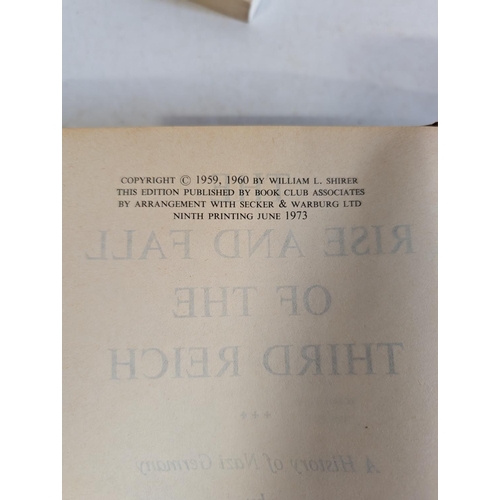 COPYRIGHT © 1959, 1960 BY WILLIAM L. SHIRER
THIS EDITION PUBLISHED BY BOOK CLUB ASSOCIATES
BY ARRANGEMENT WITH SECKER & WARBURG LTD
NINTH PRINTING JUNE 1973
RISE AND FALL
OF THE
THIRD REICH
A History of Nazi Germany